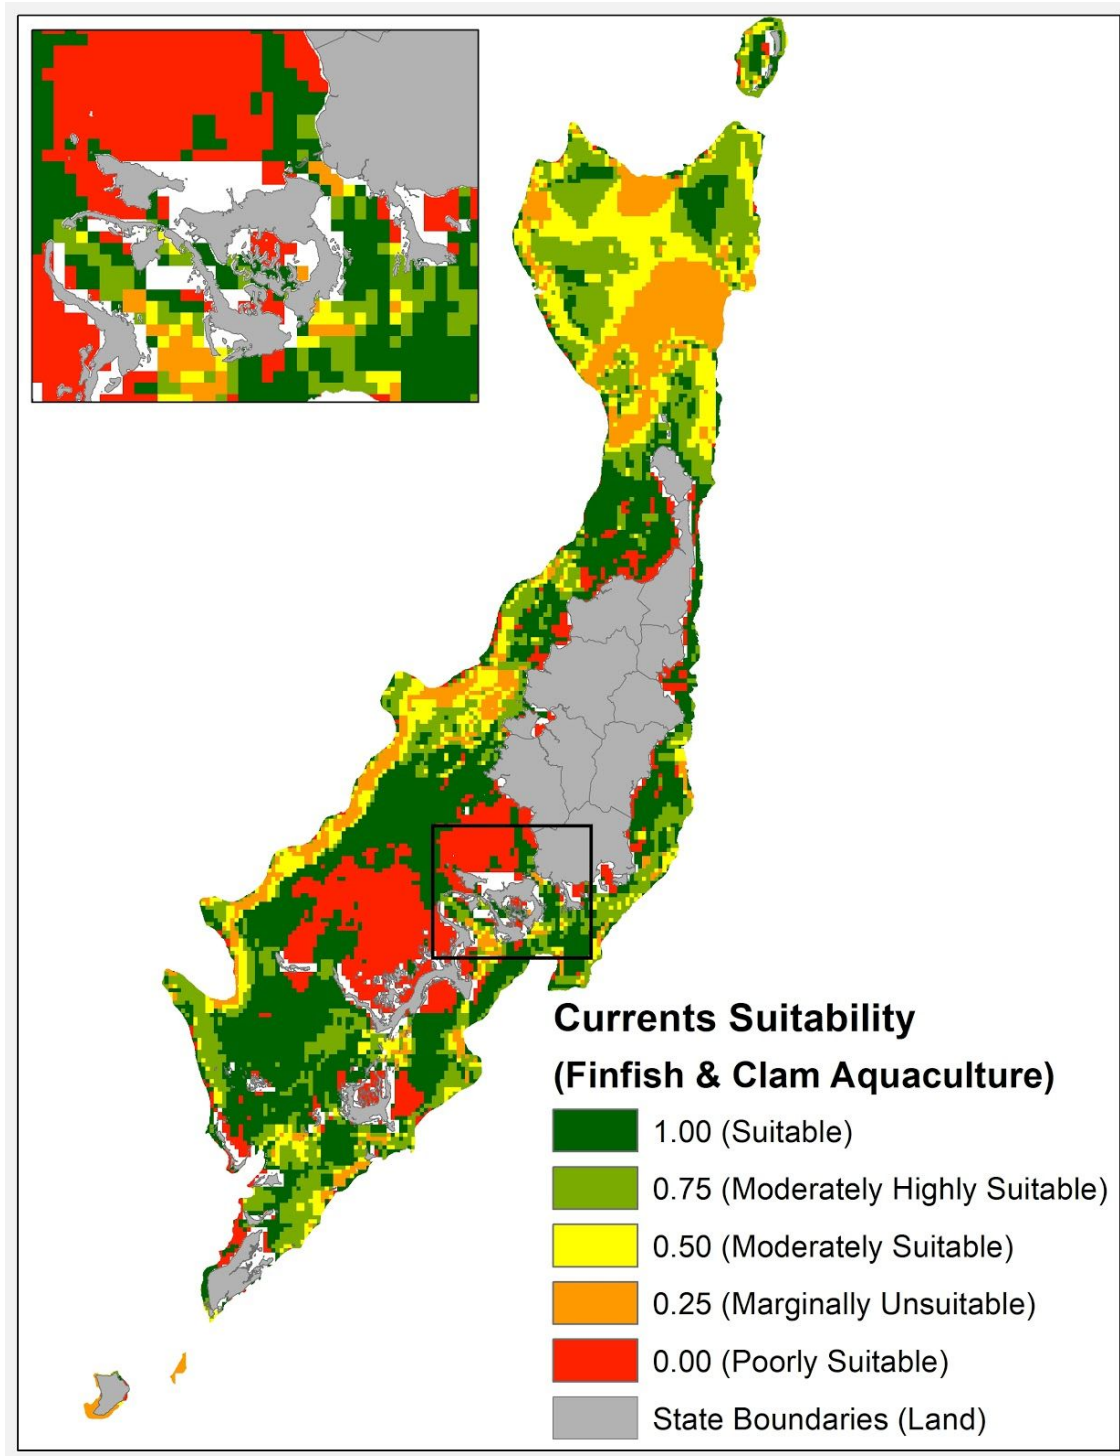 Currents Suitability
(Finfish & Clam Aquaculture)
1.00 (Suitable)
0.75 (Moderately Highly Suitable)
0.50 (Moderately Suitable)
0.25 (Marginally Unsuitable)
0.00 (Poorly Suitable)
State Boundaries (Land)